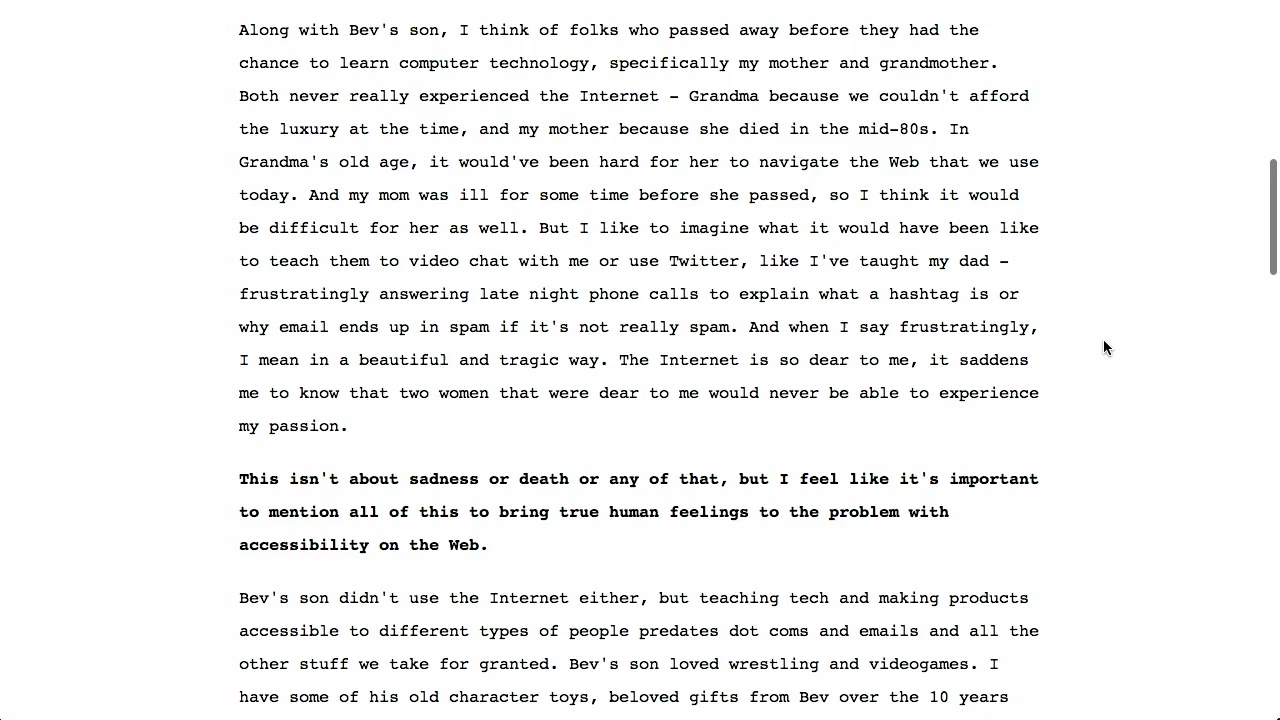 Along with Bev's son, I think of folks who passed away before they had the
chance to learn computer technology, specifically my mother and grandmother.
Both never really experienced the Internet – Grandma because we couldn't afford
the luxury at the time, and my mother because she died in the mid-80s. In
Grandma's old age, it would've been hard for her to navigate the Web that we use
today. And my mom was ill for some time before she passed, so I think it would
be difficult for her as well. But I like to imagine what it would have been like
to teach them to video chat with me or use Twitter, like I've taught my dad –
frustratingly answering late night phone calls to explain what a hashtag is or
why email ends up in spam if it's not really spam. And when I say frustratingly,
I mean in a beautiful and tragic way. The Internet is so dear to me, it saddens
me to know that two women that were dear to me would never be able to experience
my passion.
This isn't about sadness or death or any of that, but I feel like it's important
to mention all of this to bring true human feelings to the problem with
accessibility on the Web.
Bev's son didn't use the Internet either, but teaching tech and making products
accessible to different types of people predates dot coms and emails and all the
other stuff we take for granted. Bev's son loved wrestling and videogames. I
have some of his old character toys, beloved gifts from Bev over the 10 years